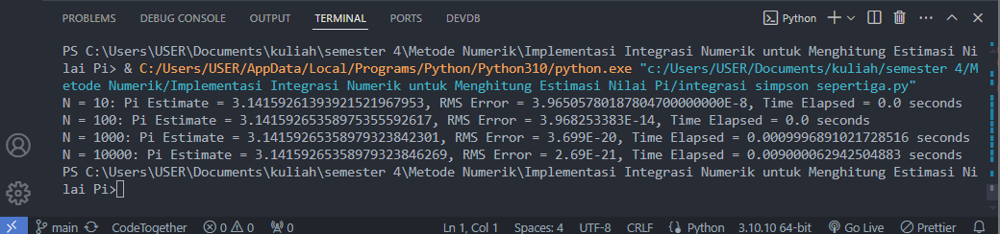 PROBLEMS DEBUG CONSOLE OUTPUT TERMINAL PORTS DEVDB Python
PS C:\Users\USER\Documents\kuliah\semester 4\Metode Numerik\Implementasi Integrasi Numerik untuk Menghitung Estimasi Ni
lai Pi> & C:/Users/USER/AppData/Local/Programs/Python/Python310/python.exe "c:/Users/USER/Documents/kuliah/semester 4/M
etode Numerik/Implementasi Integrasi Numerik untuk Menghitung Estimasi Nilai Pi/integrasi simpson sepertiga.py"
N = 10: Pi Estimate = 3.141592613939215219679​53, RMS Error = 3.96505780187804700000000E-8, Time Elapsed = 0.0 seconds
N = 100: Pi Estimate = 3.14159265358975355592617, RMS Error = 3.968253383E-14, Time Elapsed = 0.0 seconds
N = 1000: Pi Estimate = 3.14159265358979323842301, RMS Error = 3.699E-20, Time Elapsed = 0.0009996891021728516 seconds
N = 10000: Pi Estimate = 3.14159265358979323846269, RMS Error = 2.69E-21, Time Elapsed = 0.009000062942504883 seconds
PS C:\Users\USER\Documents\kuliah\semester 4\Metode Numerik\Implementasi Integrasi Numerik untuk Menghitung Estimasi Ni
lai Pi>
main CodeTogether 0 0 0 Ln 1, Col 1 Spaces: 4 UTF-8 CRLF Python 3.10.10 64-bit Go Live Prettier